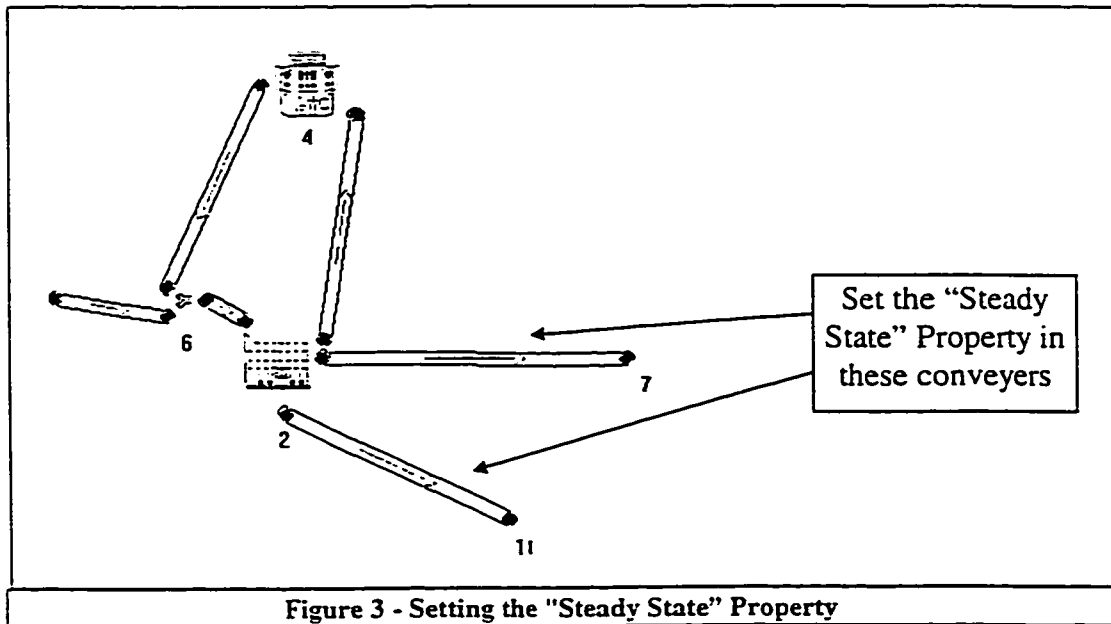 4
6
Set the “Steady
State” Property in
these conveyers
7
2
11
Figure 3 - Setting the "Steady State” Property